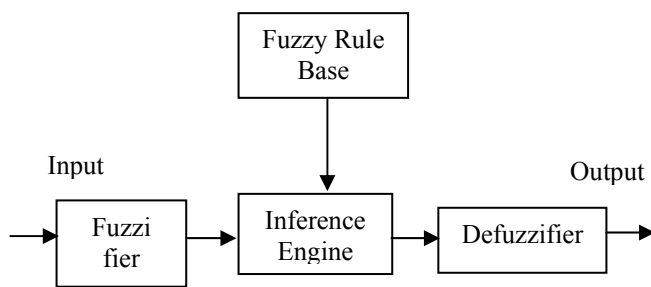 Fuzzy Rule
Base
Input
Output
Fuzzi
fier
Inference
Engine
Defuzzifier